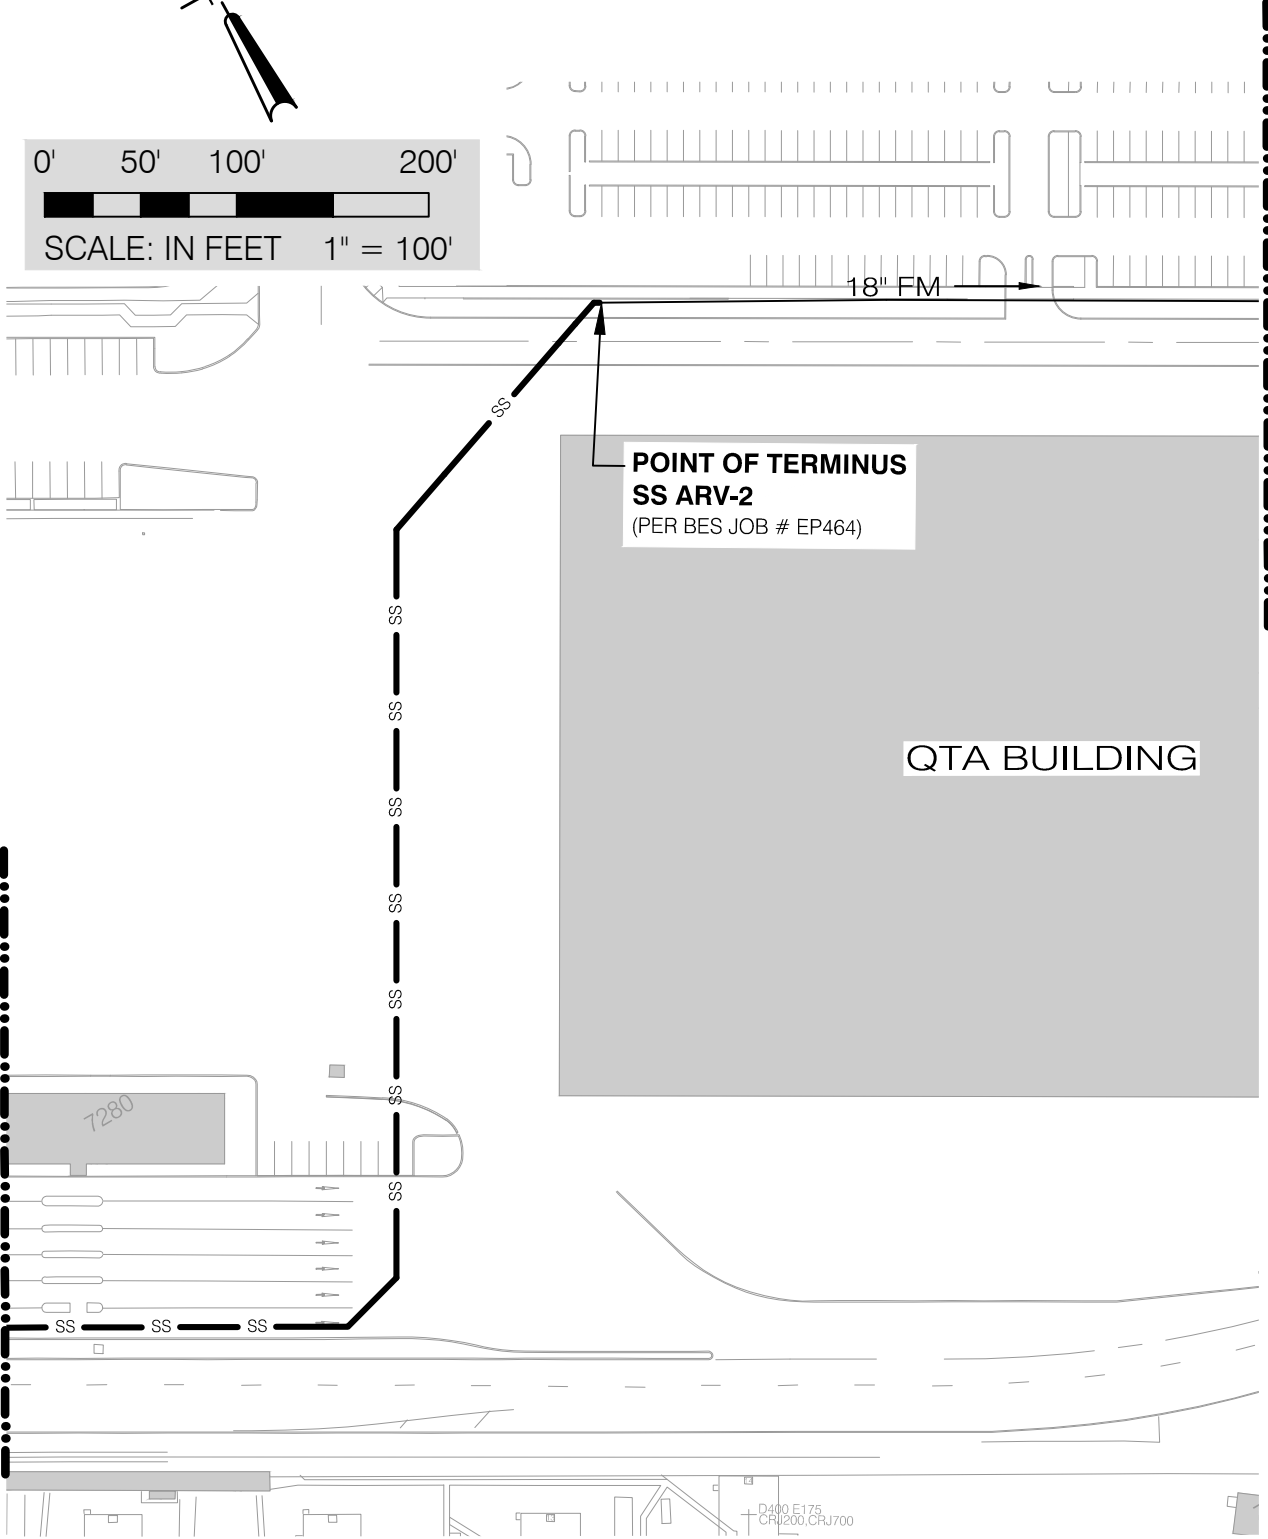 0' 50' 100' 200'
SCALE: IN FEET 1" = 100'
18" FM
SS
POINT OF TERMINUS
SS ARV-2
(PER BES JOB # EP464)
SS
SS
QTA BUILDING
SS
SS
SS
SS
7280
SS
SS SS SS
D400 E175
CRJ200,CRJ700